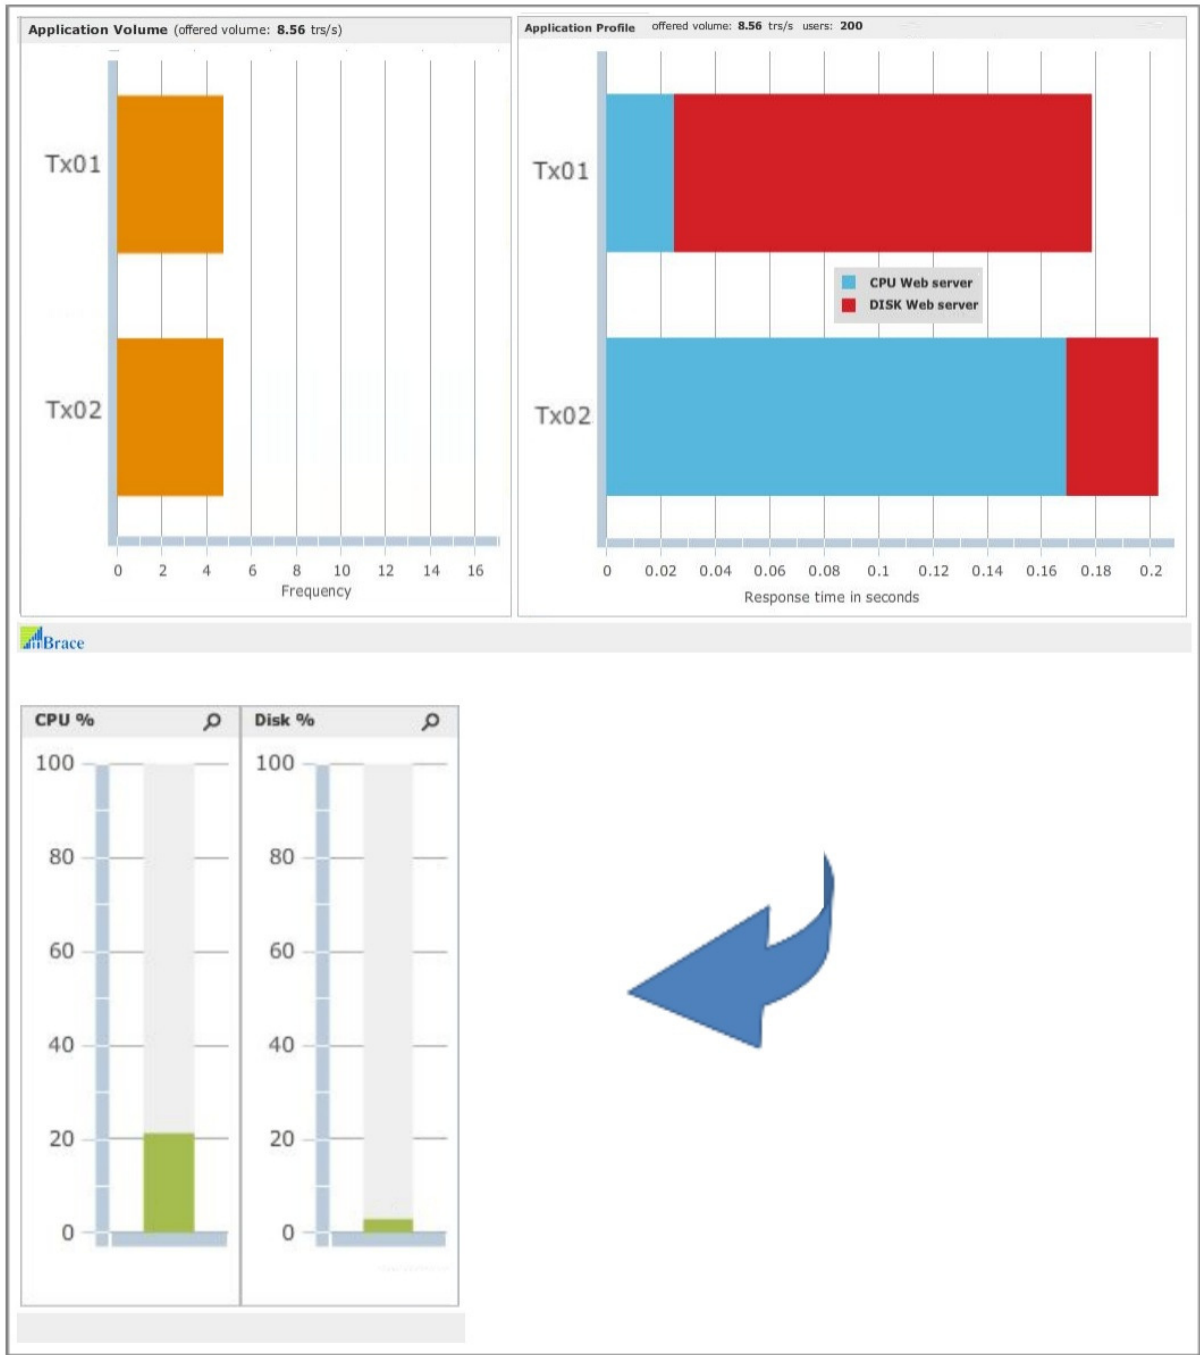 Application Volume (offered volume: 8.56 trs/s)
Tx01
Tx02
0 2 4 6 8 10 12 14 16
Frequency
Application Profile offered volume: 8.56 trs/s users: 200
Tx01
CPU Web server
DISK Web server
Tx02
0 0.02 0.04 0.06 0.08 0.1 0.12 0.14 0.16 0.18 0.2
Response time in seconds
Brace
CPU %
100
80
60
40
20
0
Disk %
100
80
60
40
20
0